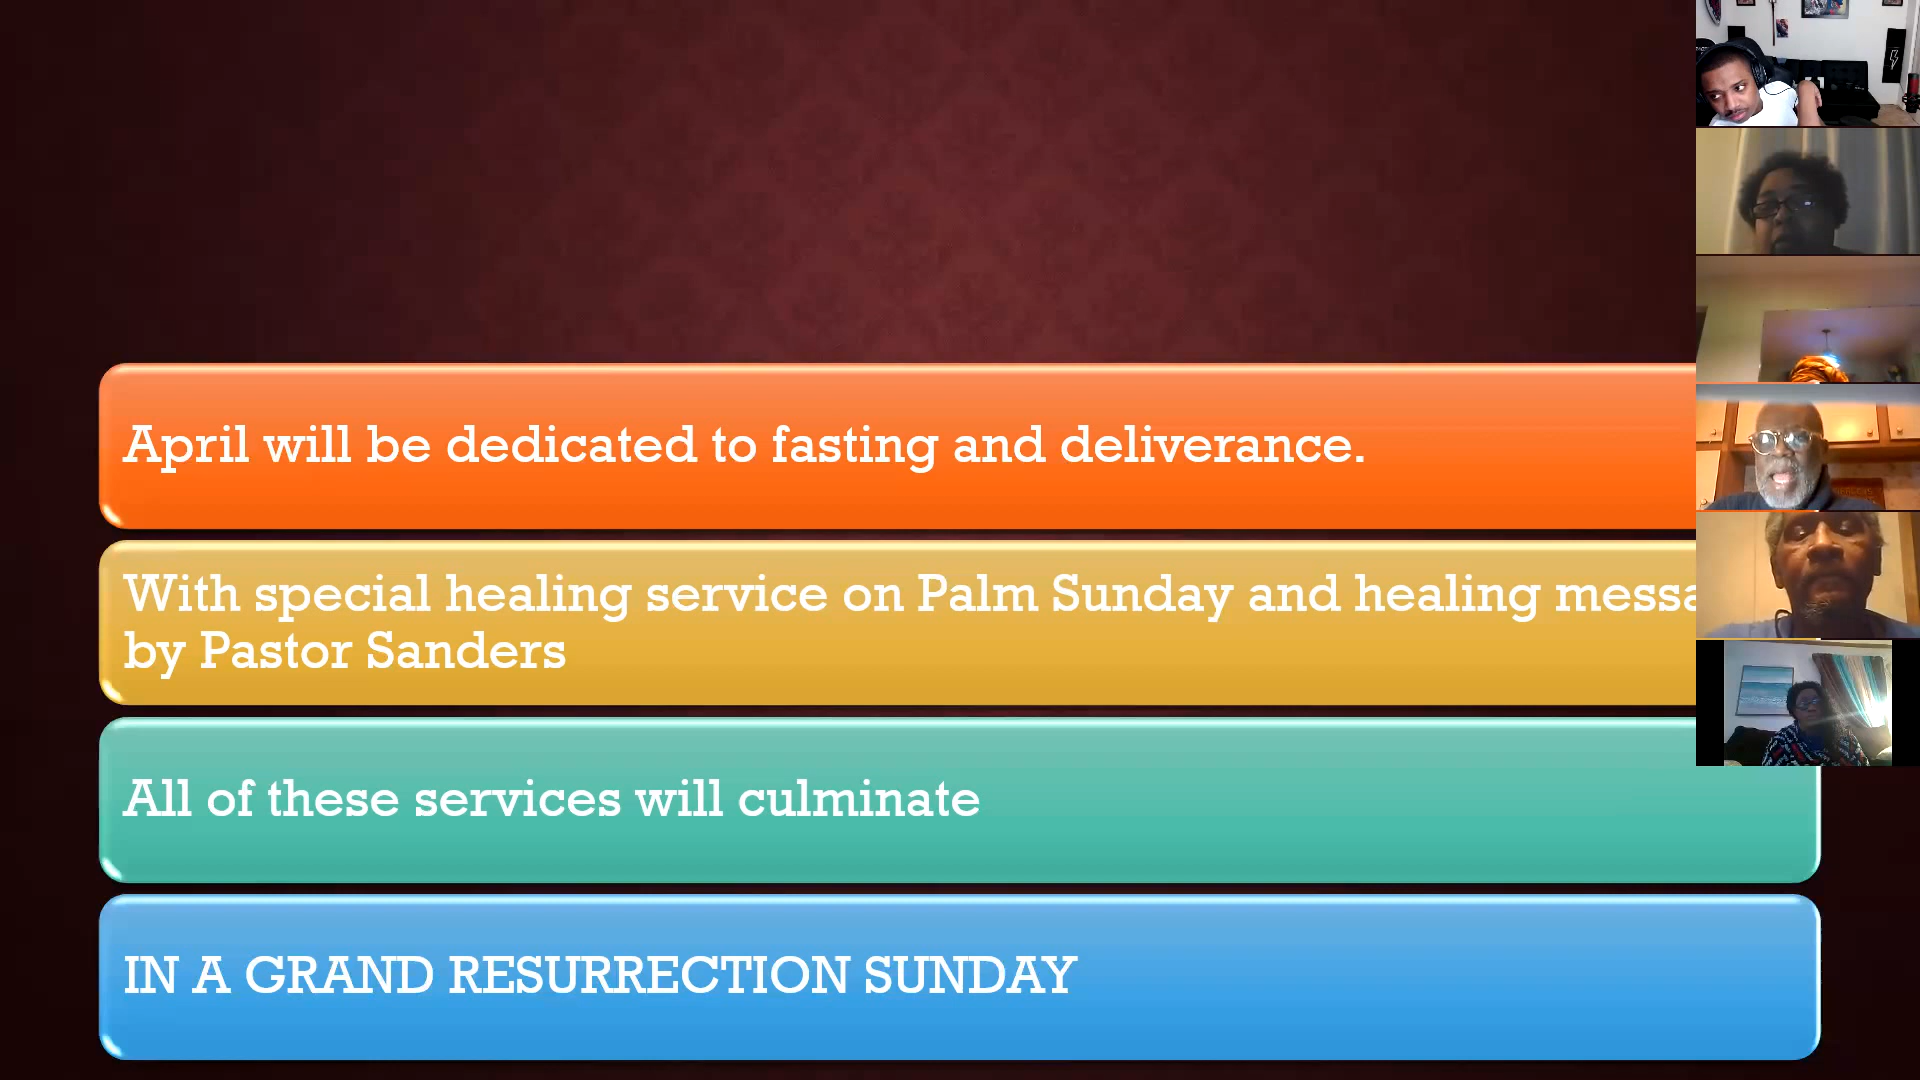 April will be dedicated to fasting and deliverance.
With special healing service on Palm Sunday and healing
by Pastor Sanders
All of these services will culminate
IN A GRAND RESURRECTION SUNDAY